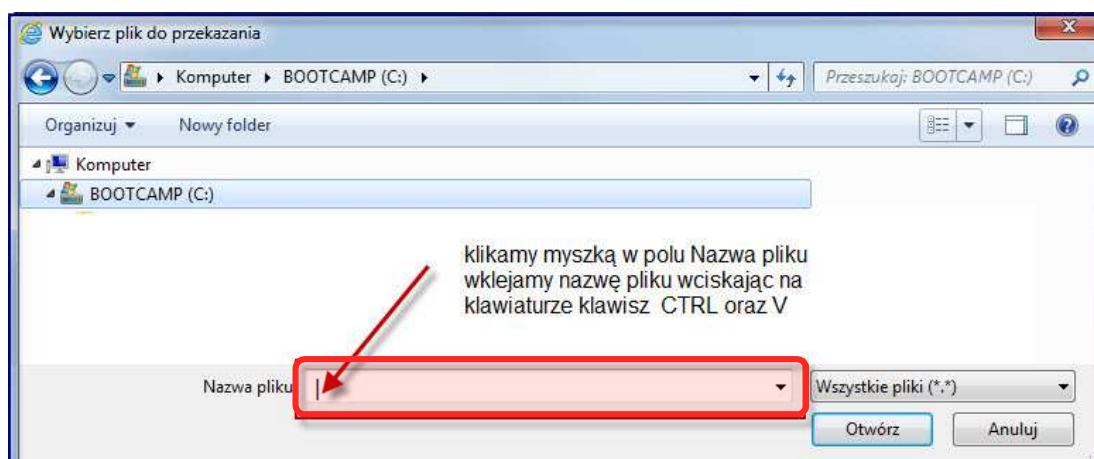 Wybierz plik do przekazania
Komputer BOOTCAMP (C:)
Przeszukaj: BOOTCAMP (C:)
Organizuj Nowy folder
Komputer
BOOTCAMP (C:)
klikamy myszką w polu Nazwa pliku
wklejamy nazwę pliku wciskając na
klawiaturze klawisz CTRL oraz V
Nazwa pliku
Wszystkie pliki (*.*)
Otwórz Anuluj